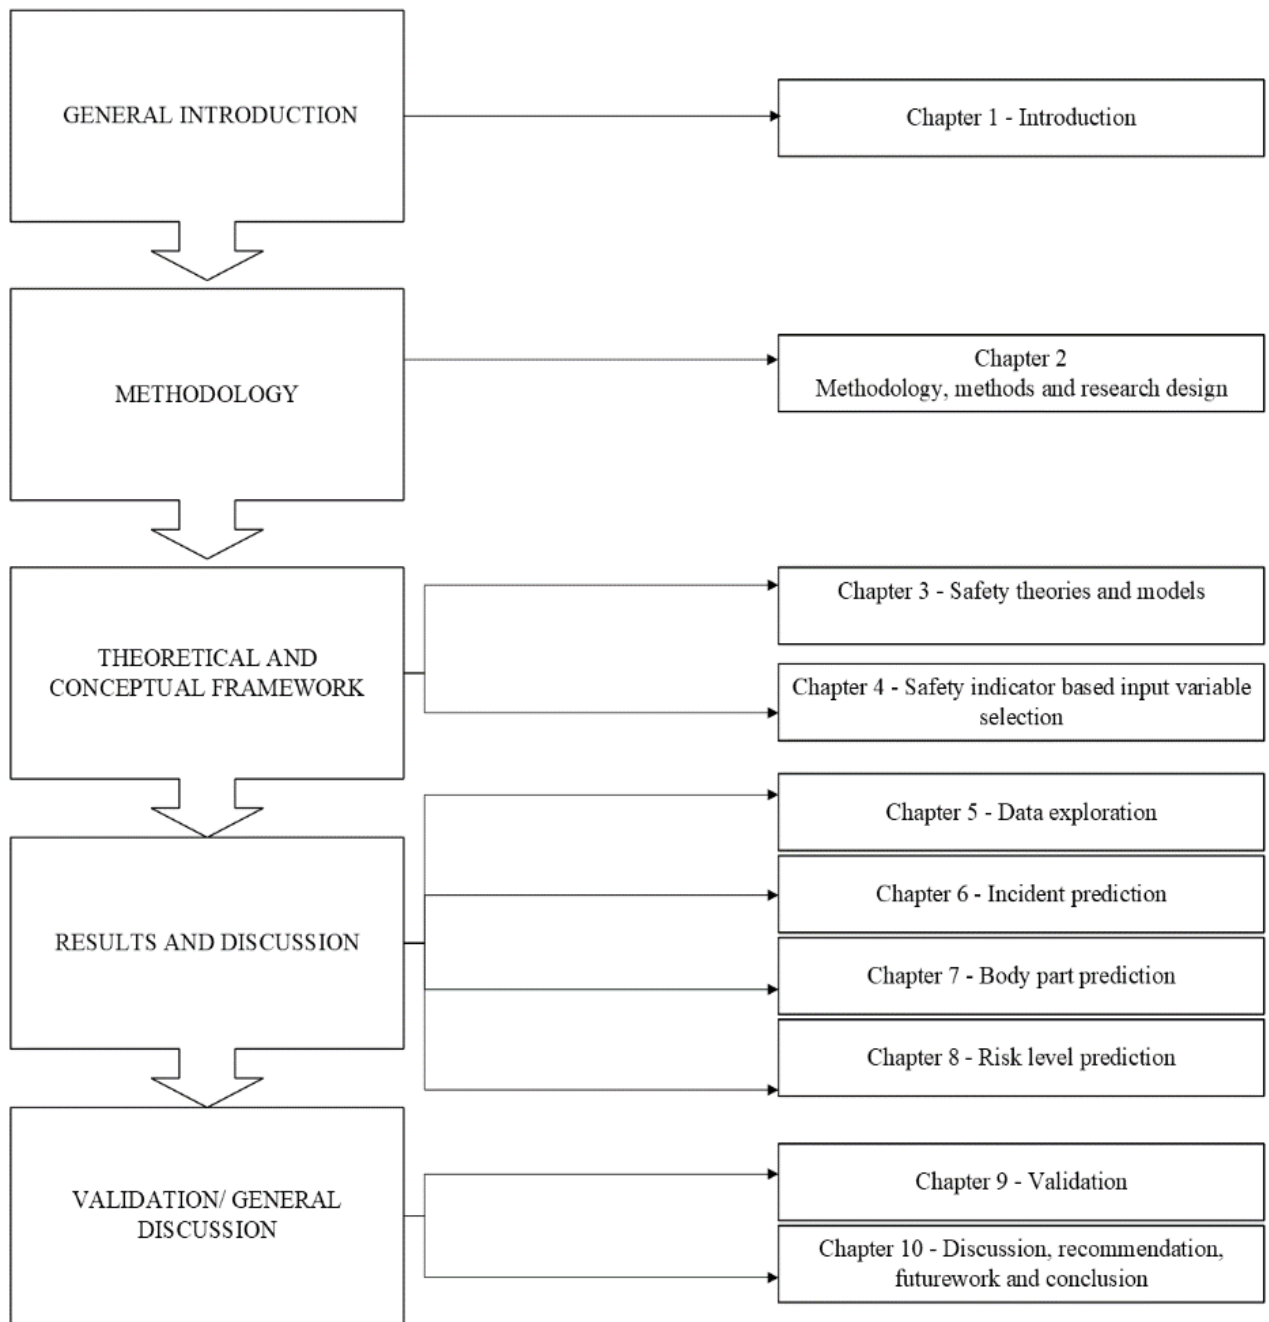 GENERAL INTRODUCTION
Chapter 1 - Introduction
METHODOLOGY
Chapter 2
Methodology, methods and research design
THEORETICAL AND
CONCEPTUAL FRAMEWORK
Chapter 3 - Safety theories and models
Chapter 4 - Safety indicator based input variable
selection
RESULTS AND DISCUSSION
Chapter 5 - Data exploration
Chapter 6 - Incident prediction
Chapter 7 - Body part prediction
Chapter 8 - Risk level prediction
VALIDATION/ GENERAL
DISCUSSION
Chapter 9 - Validation
Chapter 10 - Discussion, recommendation,
futurework and conclusion